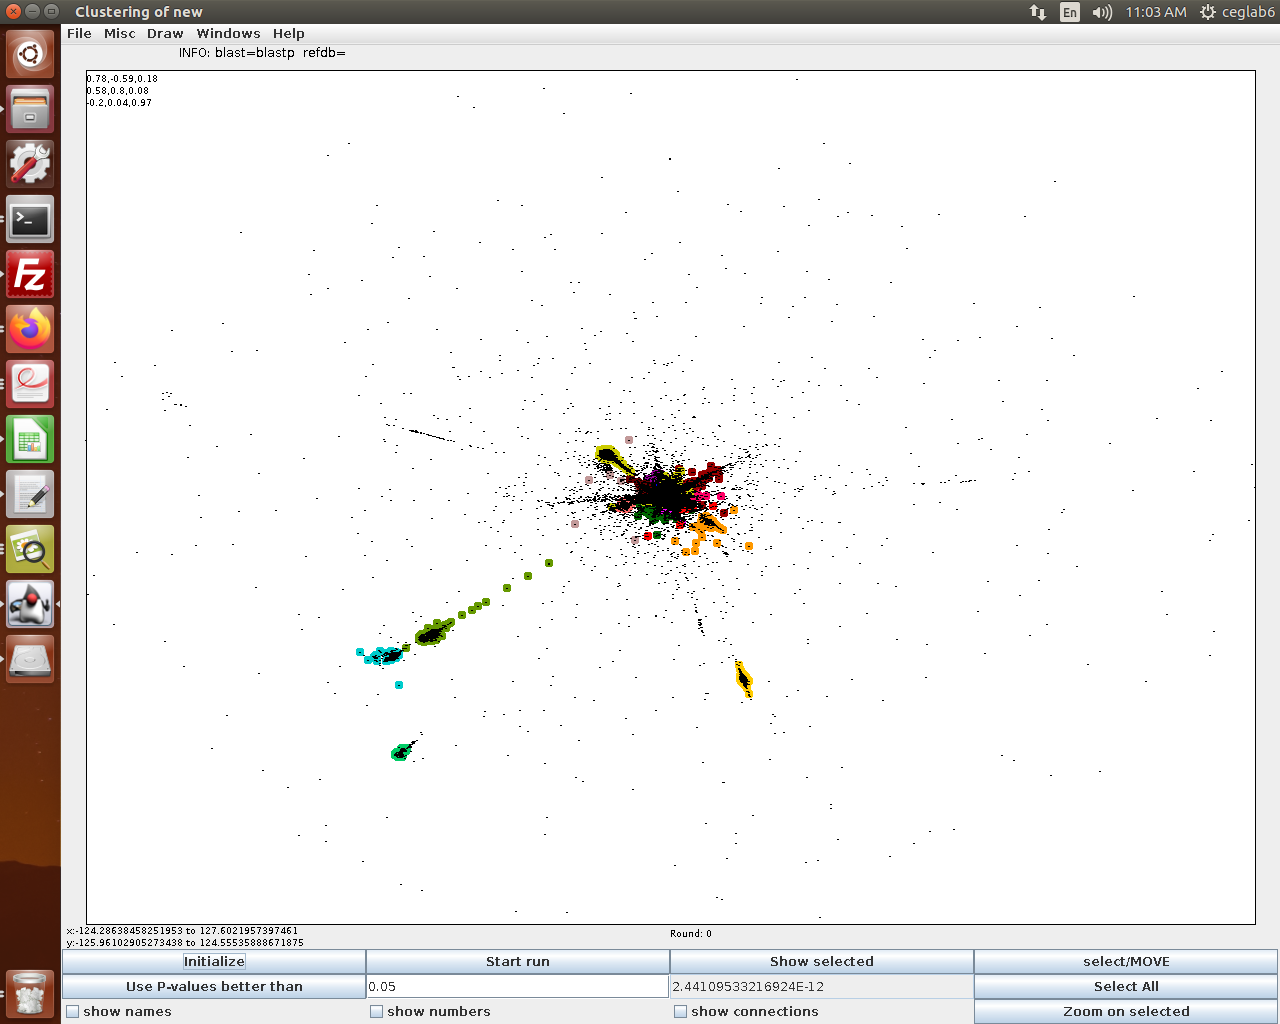 Clustering of new
En
11:03 AM
ceglab6
File Misc Draw Windows Help
INFO: blast=blastp refdb=
0.78,-0.59,0.18
0.58,0.8,0.08
-0.2,0.04,0.97
x:-124.28638458251953 to 127.6021957397461
y:-125.96102905273438 to 124.55535888671875
Round: 0
Initialize
Start run
Show selected
select/MOVE
Use P-values better than
0.05
2.44109533216924E-12
Select All
show names
show numbers
show connections
Zoom on selected
Fz